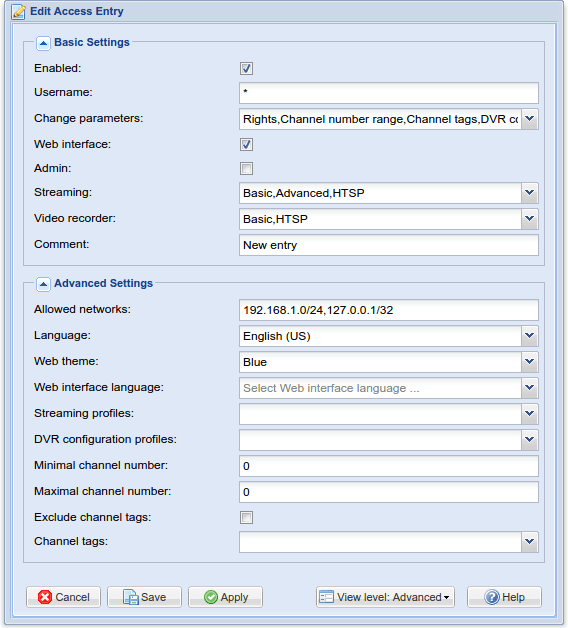 Edit Access Entry
Basic Settings
Enabled:
Username: *
Change parameters: Rights,Channel number range,Channel tags,DVR
Web interface:
Admin:
Streaming: Basic,Advanced,HTSP
Video recorder: Basic,HTSP
Comment: New entry
Advanced Settings
Allowed networks: 192.168.1.0/24,127.0.0.1/32
Language: English (US)
Web theme: Blue
Web interface language: Select Web interface language ...
Streaming profiles:
DVR configuration profiles:
Minimal channel number: 0
Maximal channel number: 0
Exclude channel tags:
Channel tags:
Cancel Save Apply View level: Advanced Help